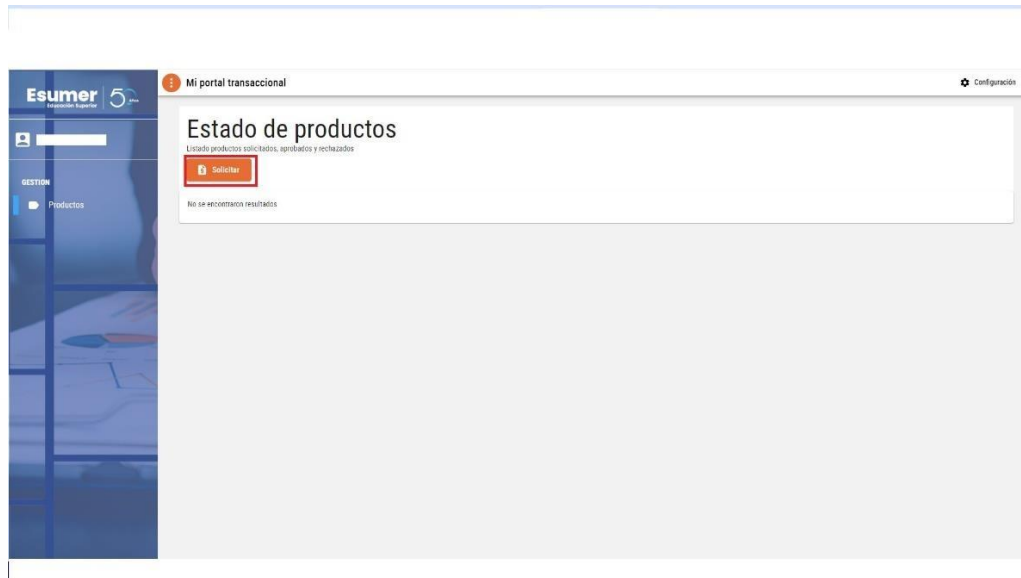 Esumer
Educación Superior
50 años
Mi portal transaccional
Configuración
Estado de productos
Listado productos solicitados, aprobados y rechazados
Solicitar
GESTION
Productos
No se encontraron resultados